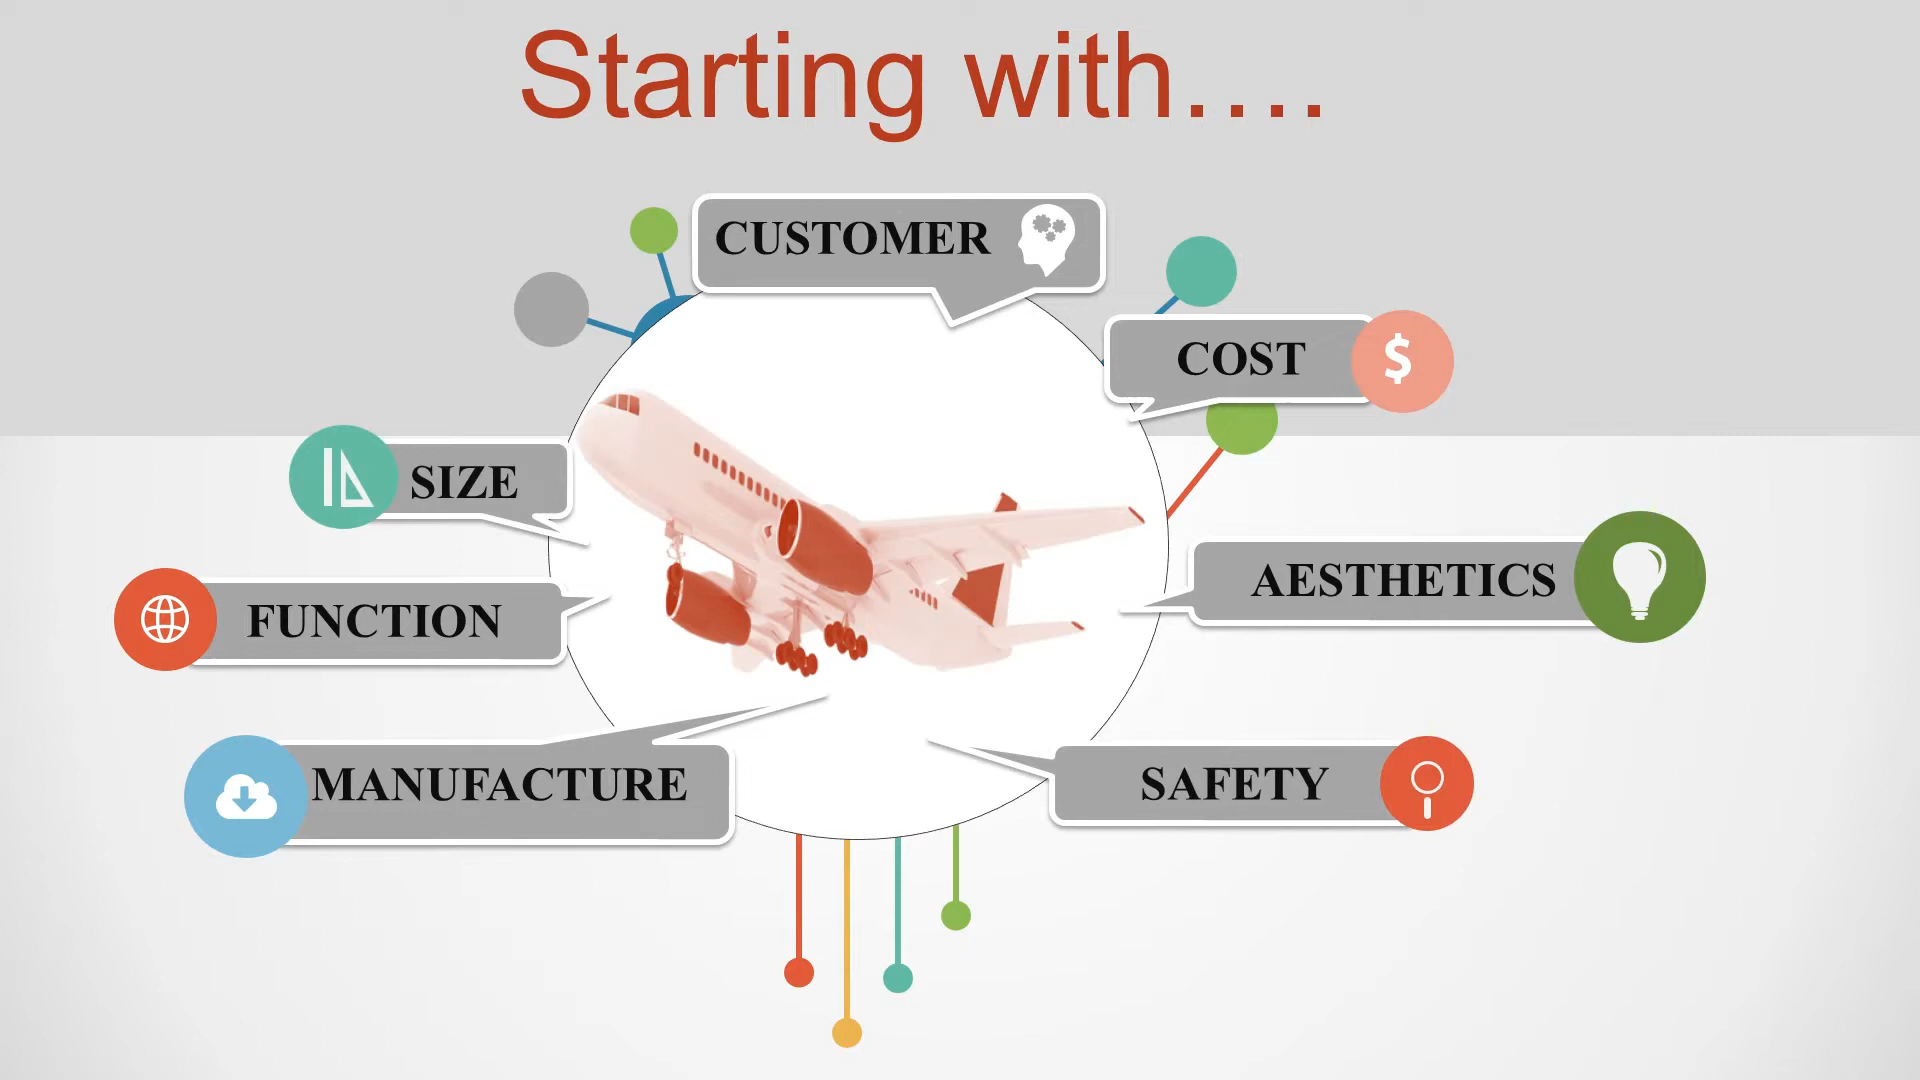 Starting with….
CUSTOMER
COST
$
SIZE
AESTHETICS
FUNCTION
MANUFACTURE
SAFETY